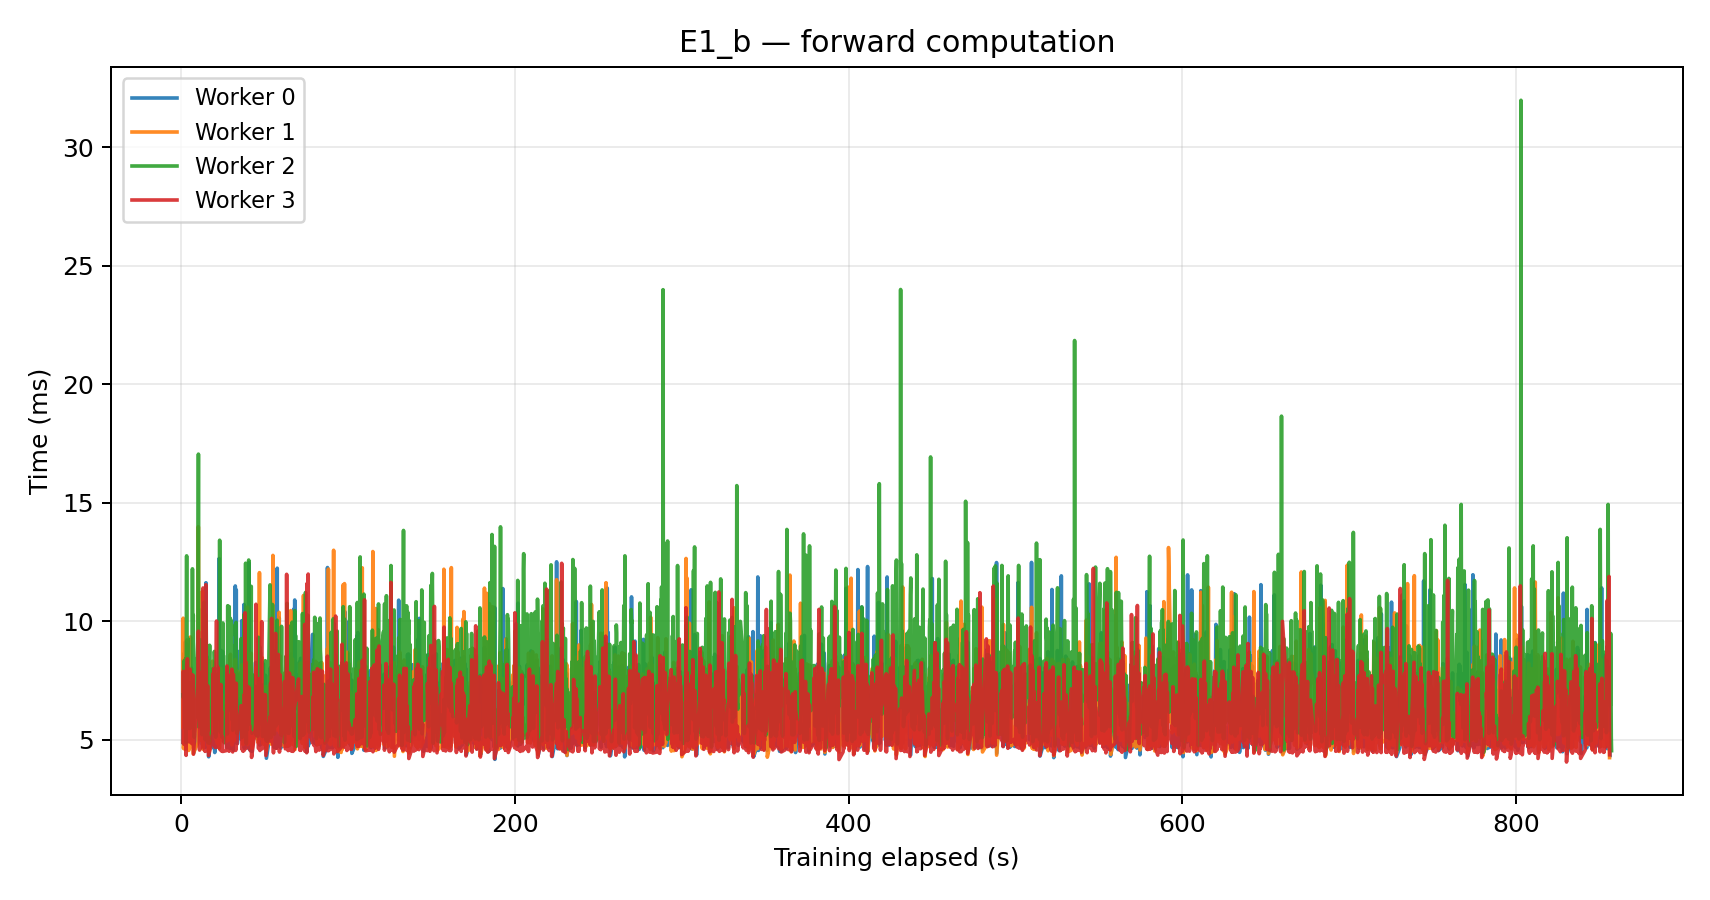 E1_b — forward computation
Worker 0
Worker 1
Worker 2
Worker 3
Time (ms)
30
25
20
15
10
5
0 200 400 600 800
Training elapsed (s)